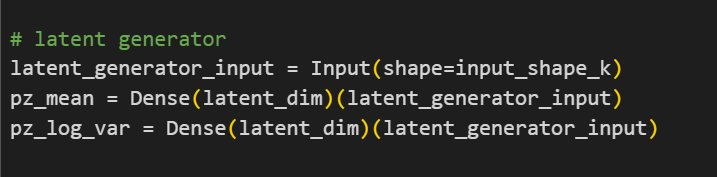 # latent generator
latent_generator_input = Input(shape=input_shape_k)
pz_mean = Dense(latent_dim)(latent_generator_input)
pz_log_var = Dense(latent_dim)(latent_generator_input)